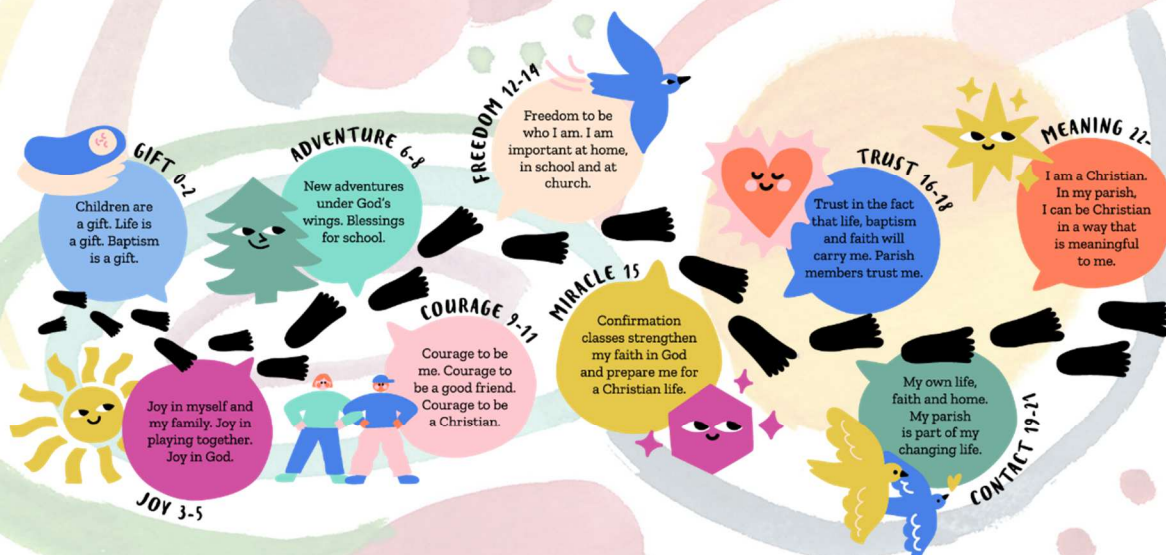 GIFT 0-2
Children are
a gift. Life is
a gift. Baptism
is a gift.
JOY 3-5
Joy in myself and
my family. Joy in
playing together.
Joy in God.
ADVENTURE 6-8
New adventures
under God's
wings. Blessings
for school.
COURAGE 9-11
Courage to be
me. Courage to
be a good friend.
Courage to be
a Christian.
FREEDOM 12-14
Freedom to be
who I am. I am
important at home,
in school and at
church.
MIRACLE 15
Confirmation
classes strengthen
my faith in God
and prepare me for
a Christian life.
TRUST 16-18
Trust in the fact
that life, baptism
and faith will
carry me. Parish
members trust me.
CONTACT 19-21
My own life,
faith and home.
My parish
is part of my
changing life.
MEANING 22-
I am a Christian.
In my parish,
I can be Christian
in a way that
is meaningful
to me.